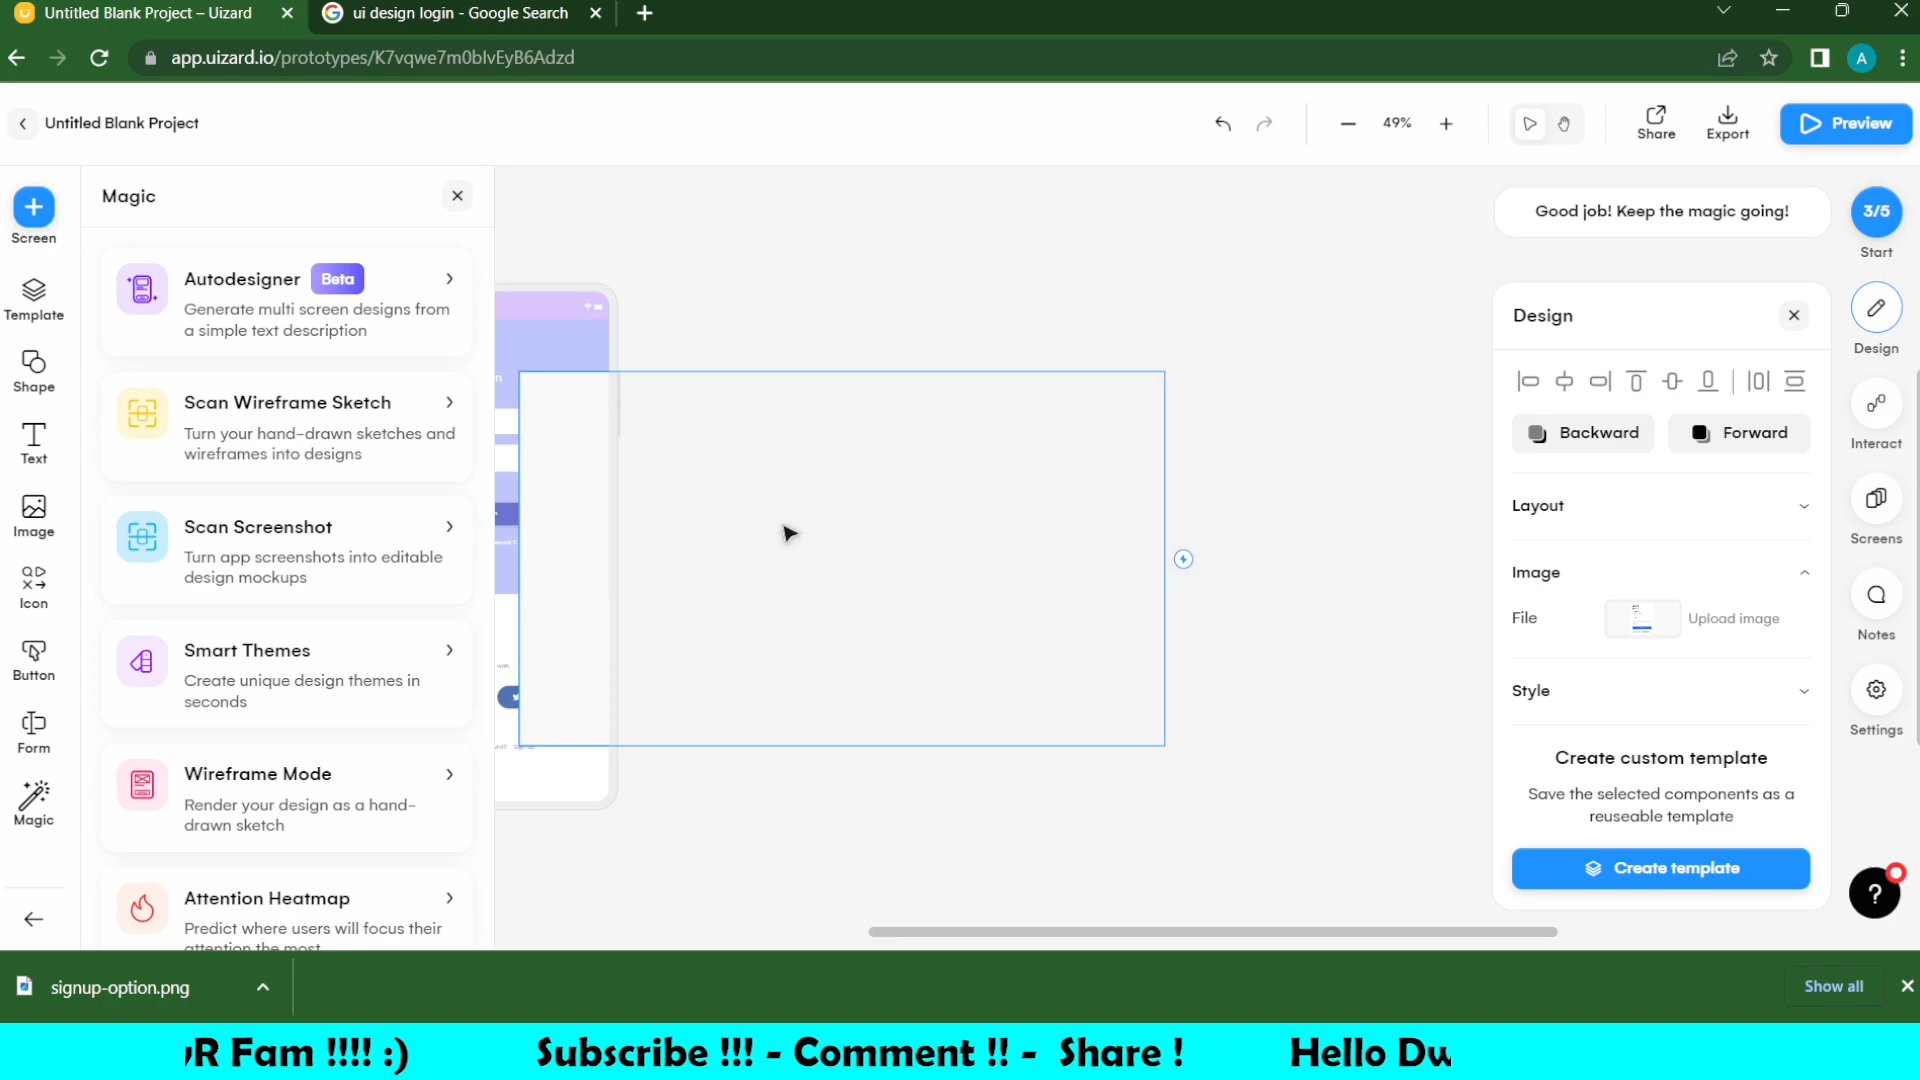 Untitled Blank Project – Uizard
ui design login - Google Search
app.uizard.io/prototypes/K7vqwe7m0blvEyB6Adzd
A
Untitled Blank Project
49%
Share
Export
Preview
Screen
Template
Shape
Text
Image
Icon
Button
Form
Magic
Magic
Autodesigner Beta
Generate multi screen designs from
a simple text description
Scan Wireframe Sketch
Turn your hand-drawn sketches and
wireframes into designs
Scan Screenshot
Turn app screenshots into editable
design mockups
Smart Themes
Create unique design themes in
seconds
Wireframe Mode
Render your design as a hand-
drawn sketch
Attention Heatmap
Predict where users will focus their
attention the most
n
with
Good job! Keep the magic going!
3/5
Start
Design
Interact
Screens
Notes
Settings
Design
Backward
Forward
Layout
Image
File
Upload image
Style
Create custom template
Save the selected components as a
reuseable template
Create template
?
signup-option.png
Show all
R Fam !!!! :)
Subscribe !!! - Comment !! - Share !
Hello Dw